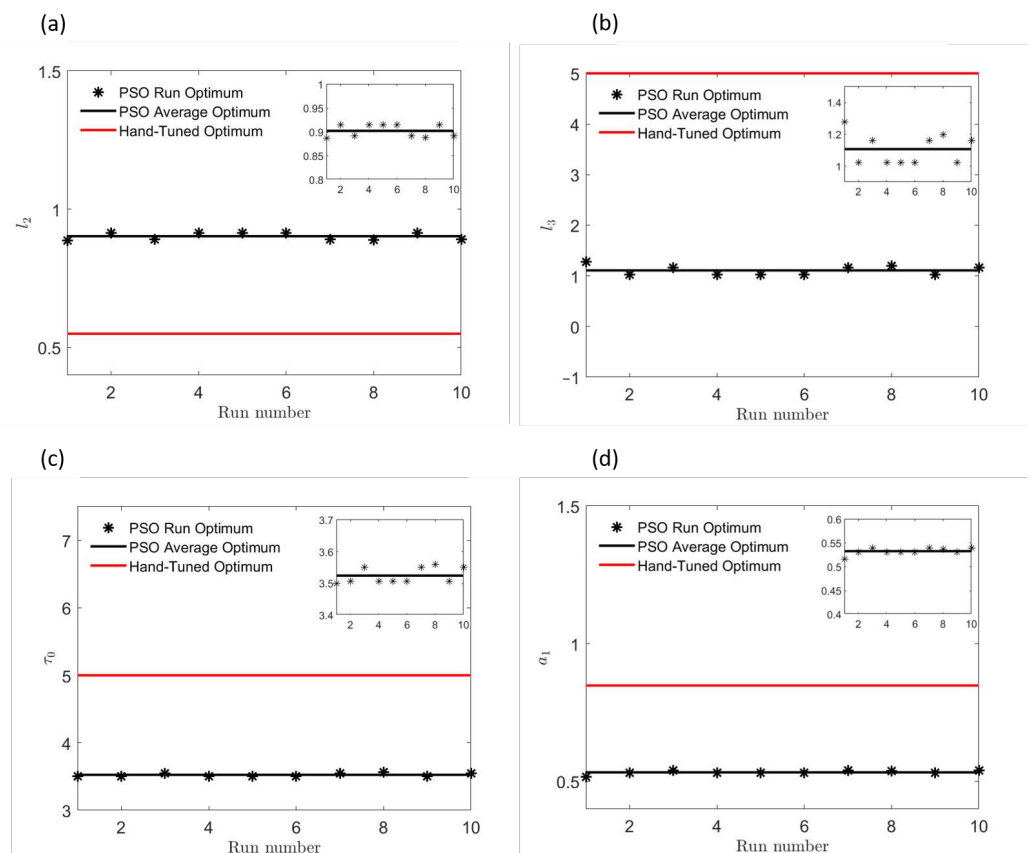 (a)
1.5
PSO Run Optimum
PSO Average Optimum
Hand-Tuned Optimum
1
0.95
0.9
0.85
0.8
2 4 6 8 10
1
l₂
0.5
2 4 6 8 10
Run number
(b)
5
PSO Run Optimum
PSO Average Optimum
Hand-Tuned Optimum
1.4
1.2
1
2 4 6 8 10
4
3
2
l₃
1
0
−1
2 4 6 8 10
Run number
(c)
7
PSO Run Optimum
PSO Average Optimum
Hand-Tuned Optimum
3.7
3.6
3.5
3.4
2 4 6 8 10
6
5
τ₀
4
3
2 4 6 8 10
Run number
(d)
1.5
PSO Run Optimum
PSO Average Optimum
Hand-Tuned Optimum
0.6
0.55
0.5
0.45
0.4
2 4 6 8 10
1
a₁
0.5
2 4 6 8 10
Run number